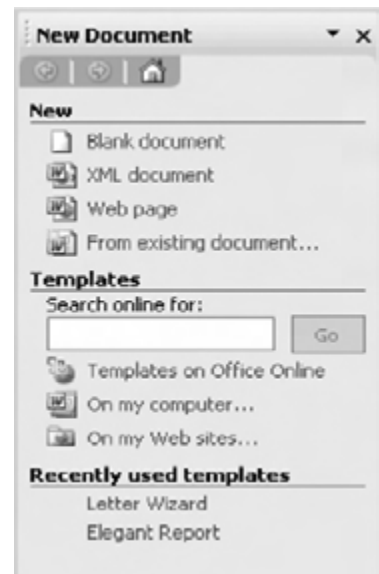 New Document
New
Blank document
XML document
Web page
From existing document...
Templates
Search online for:
Go
Templates on Office Online
On my computer...
On my Web sites...
Recently used templates
Letter Wizard
Elegant Report